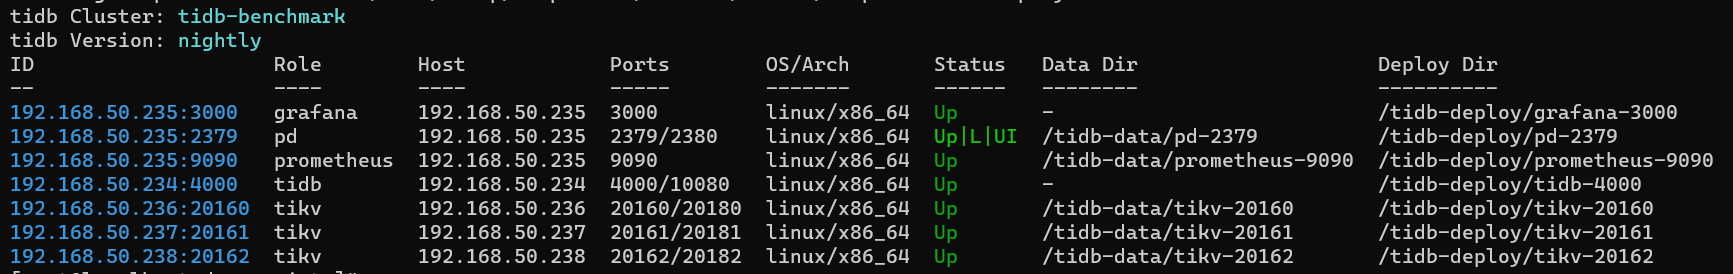 tidb Cluster: tidb-benchmark
tidb Version: nightly
ID Role Host Ports OS/Arch Status Data Dir Deploy Dir
-- ---- ---- ----- ------- ------ -------- ----------
192.168.50.235:3000 grafana 192.168.50.235 3000 linux/x86_64 Up - /tidb-deploy/grafana-3000
192.168.50.235:2379 pd 192.168.50.235 2379/2380 linux/x86_64 Up|L|UI /tidb-data/pd-2379 /tidb-deploy/pd-2379
192.168.50.235:9090 prometheus 192.168.50.235 9090 linux/x86_64 Up /tidb-data/prometheus-9090 /tidb-deploy/prometheus-9090
192.168.50.234:4000 tidb 192.168.50.234 4000/10080 linux/x86_64 Up - /tidb-deploy/tidb-4000
192.168.50.236:20160 tikv 192.168.50.236 20160/20180 linux/x86_64 Up /tidb-data/tikv-20160 /tidb-deploy/tikv-20160
192.168.50.237:20161 tikv 192.168.50.237 20161/20181 linux/x86_64 Up /tidb-data/tikv-20161 /tidb-deploy/tikv-20161
192.168.50.238:20162 tikv 192.168.50.238 20162/20182 linux/x86_64 Up /tidb-data/tikv-20162 /tidb-deploy/tikv-20162